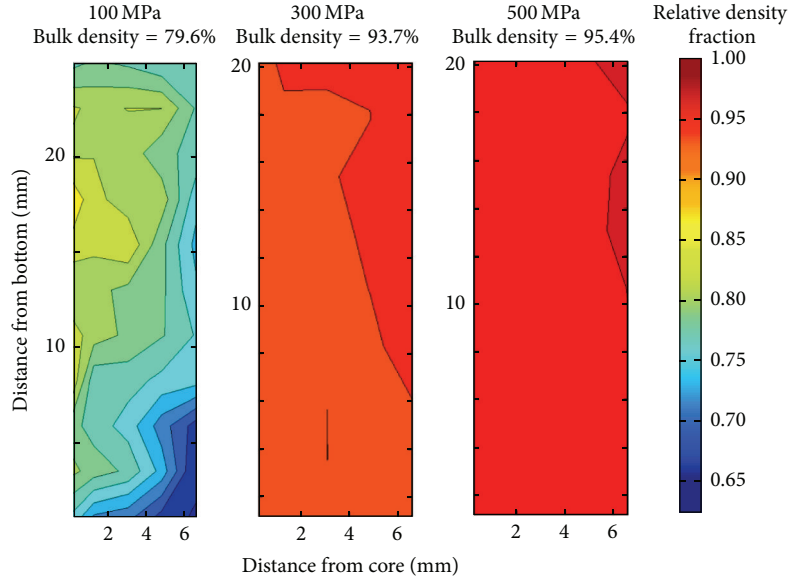 100 MPa
Bulk density = 79.6%
300 MPa
Bulk density = 93.7%
500 MPa
Bulk density = 95.4%
Relative density
fraction
Distance from bottom (mm)
20
10
2 4 6
20
10
2 4 6
20
10
2 4 6
1.00
0.95
0.90
0.85
0.80
0.75
0.70
0.65
Distance from core (mm)